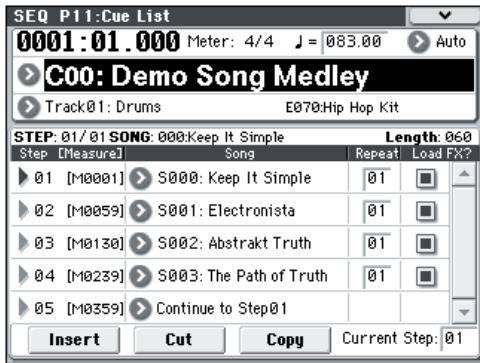 SEQ P11:Cue List
0001:01.000 Meter: 4/4 ♩= 083.00 Auto
C00: Demo Song Medley
Track01: Drums E070:Hip Hop Kit
STEP: 01/01 SONG: 000:Keep It Simple Length: 060
Step [Measure] Song Repeat Load FX?
01 [M0001] S000: Keep It Simple 01
02 [M0059] S001: Electronista 01
03 [M0130] S002: Abstrakt Truth 01
04 [M0239] S003: The Path of Truth 01
05 [M0359] Continue to Step01
Insert Cut Copy Current Step: 01